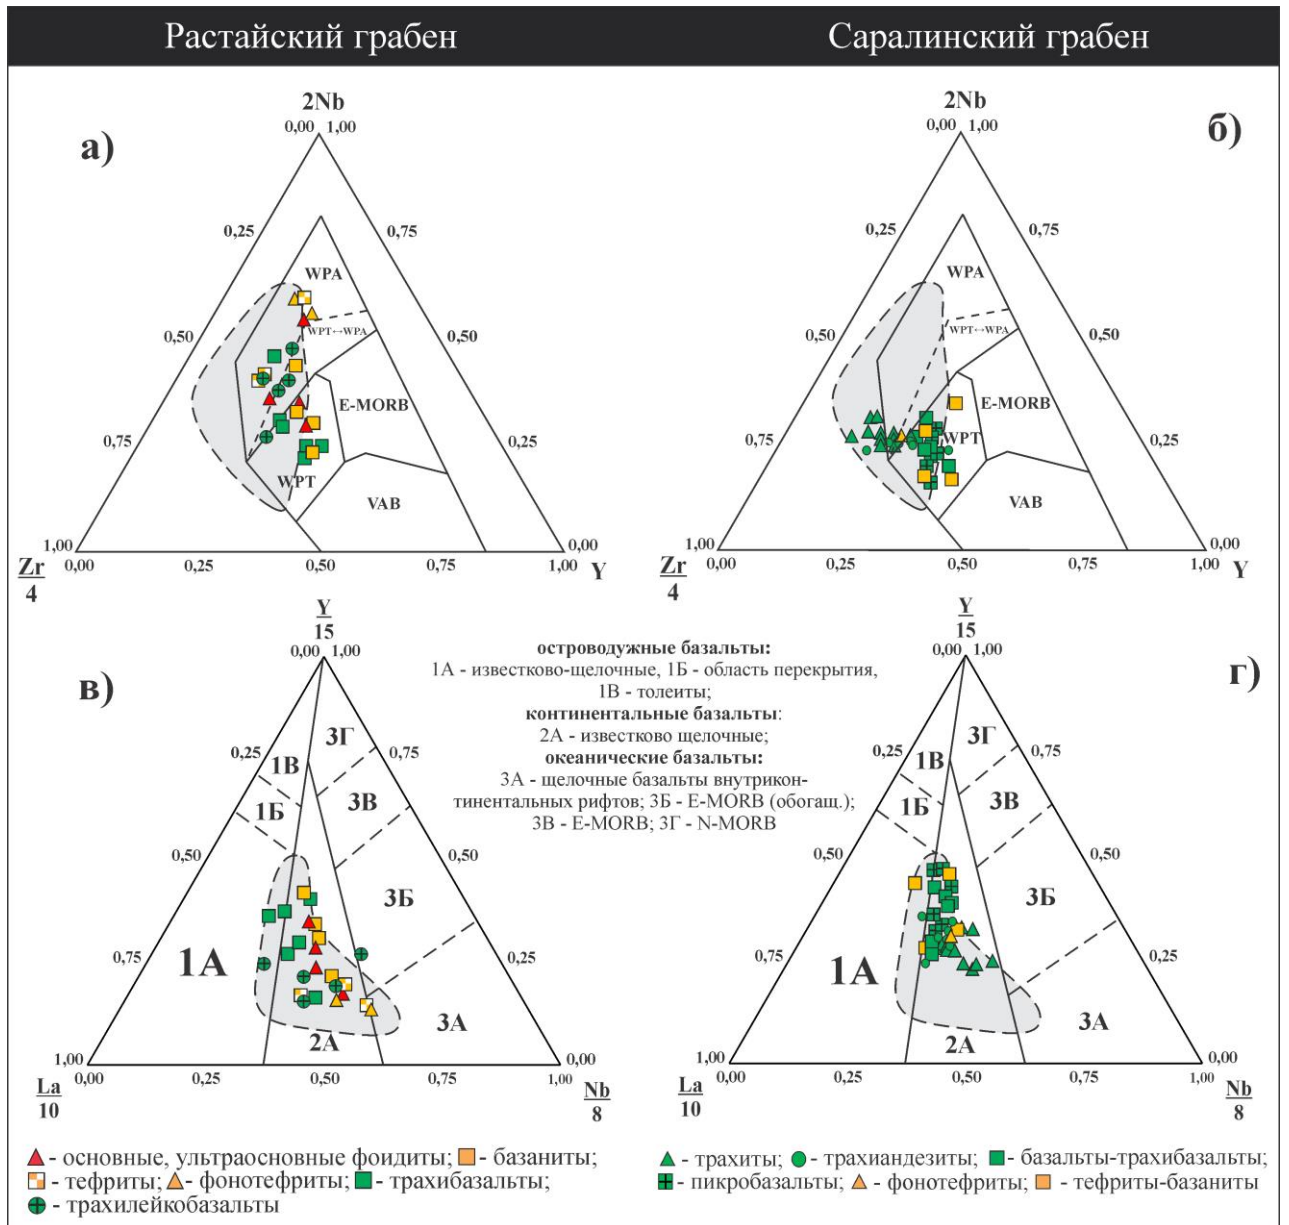 Растайский грабен
Саралинский грабен
а)
2Nb
0,00 1,00
0,25
0,75
WPA
WPT↔WPA
0,50
0,50
E-MORB
0,75
0,25
WPT
VAB
1,00
0,00
0,00
0,25
0,50
0,75
1,00
Zr
4
Y
б)
2Nb
0,00 1,00
0,25
0,75
WPA
WPT↔WPA
0,50
0,50
E-MORB
0,75
0,25
WPT
VAB
1,00
0,00
0,00
0,25
0,50
0,75
1,00
Zr
4
Y
в)
Y
15
0,00 1,00
3Г
0,25
0,75
1В
3В
1Б
0,50
0,50
3Б
1А
0,75
0,25
3А
2А
1,00
0,00
0,00
0,25
0,50
0,75
1,00
La
10
Nb
8
островодужные базальты:
1А - известково-щелочные, 1Б - область перекрытия,
1В - толеиты;
континентальные базальты:
2А - известково щелочные;
океанические базальты:
3А - щелочные базальты внутрикон-
тинентальных рифтов; 3Б - E-MORB (обогащ.);
3В - E-MORB; 3Г - N-MORB
г)
Y
15
0,00 1,00
3Г
0,25
0,75
1В
3В
1Б
0,50
0,50
3Б
1А
0,75
0,25
3А
2А
1,00
0,00
0,00
0,25
0,50
0,75
1,00
La
10
Nb
8
- основные, ультраосновные фоидиты; - базаниты;
- тефриты; - фонотефриты; - трахибазальты;
- трахилейкобазальты
- трахиты; - трахиандезиты; - базальты-трахибазальты;
- пикробазальты; - фонотефриты; - тефриты-базаниты